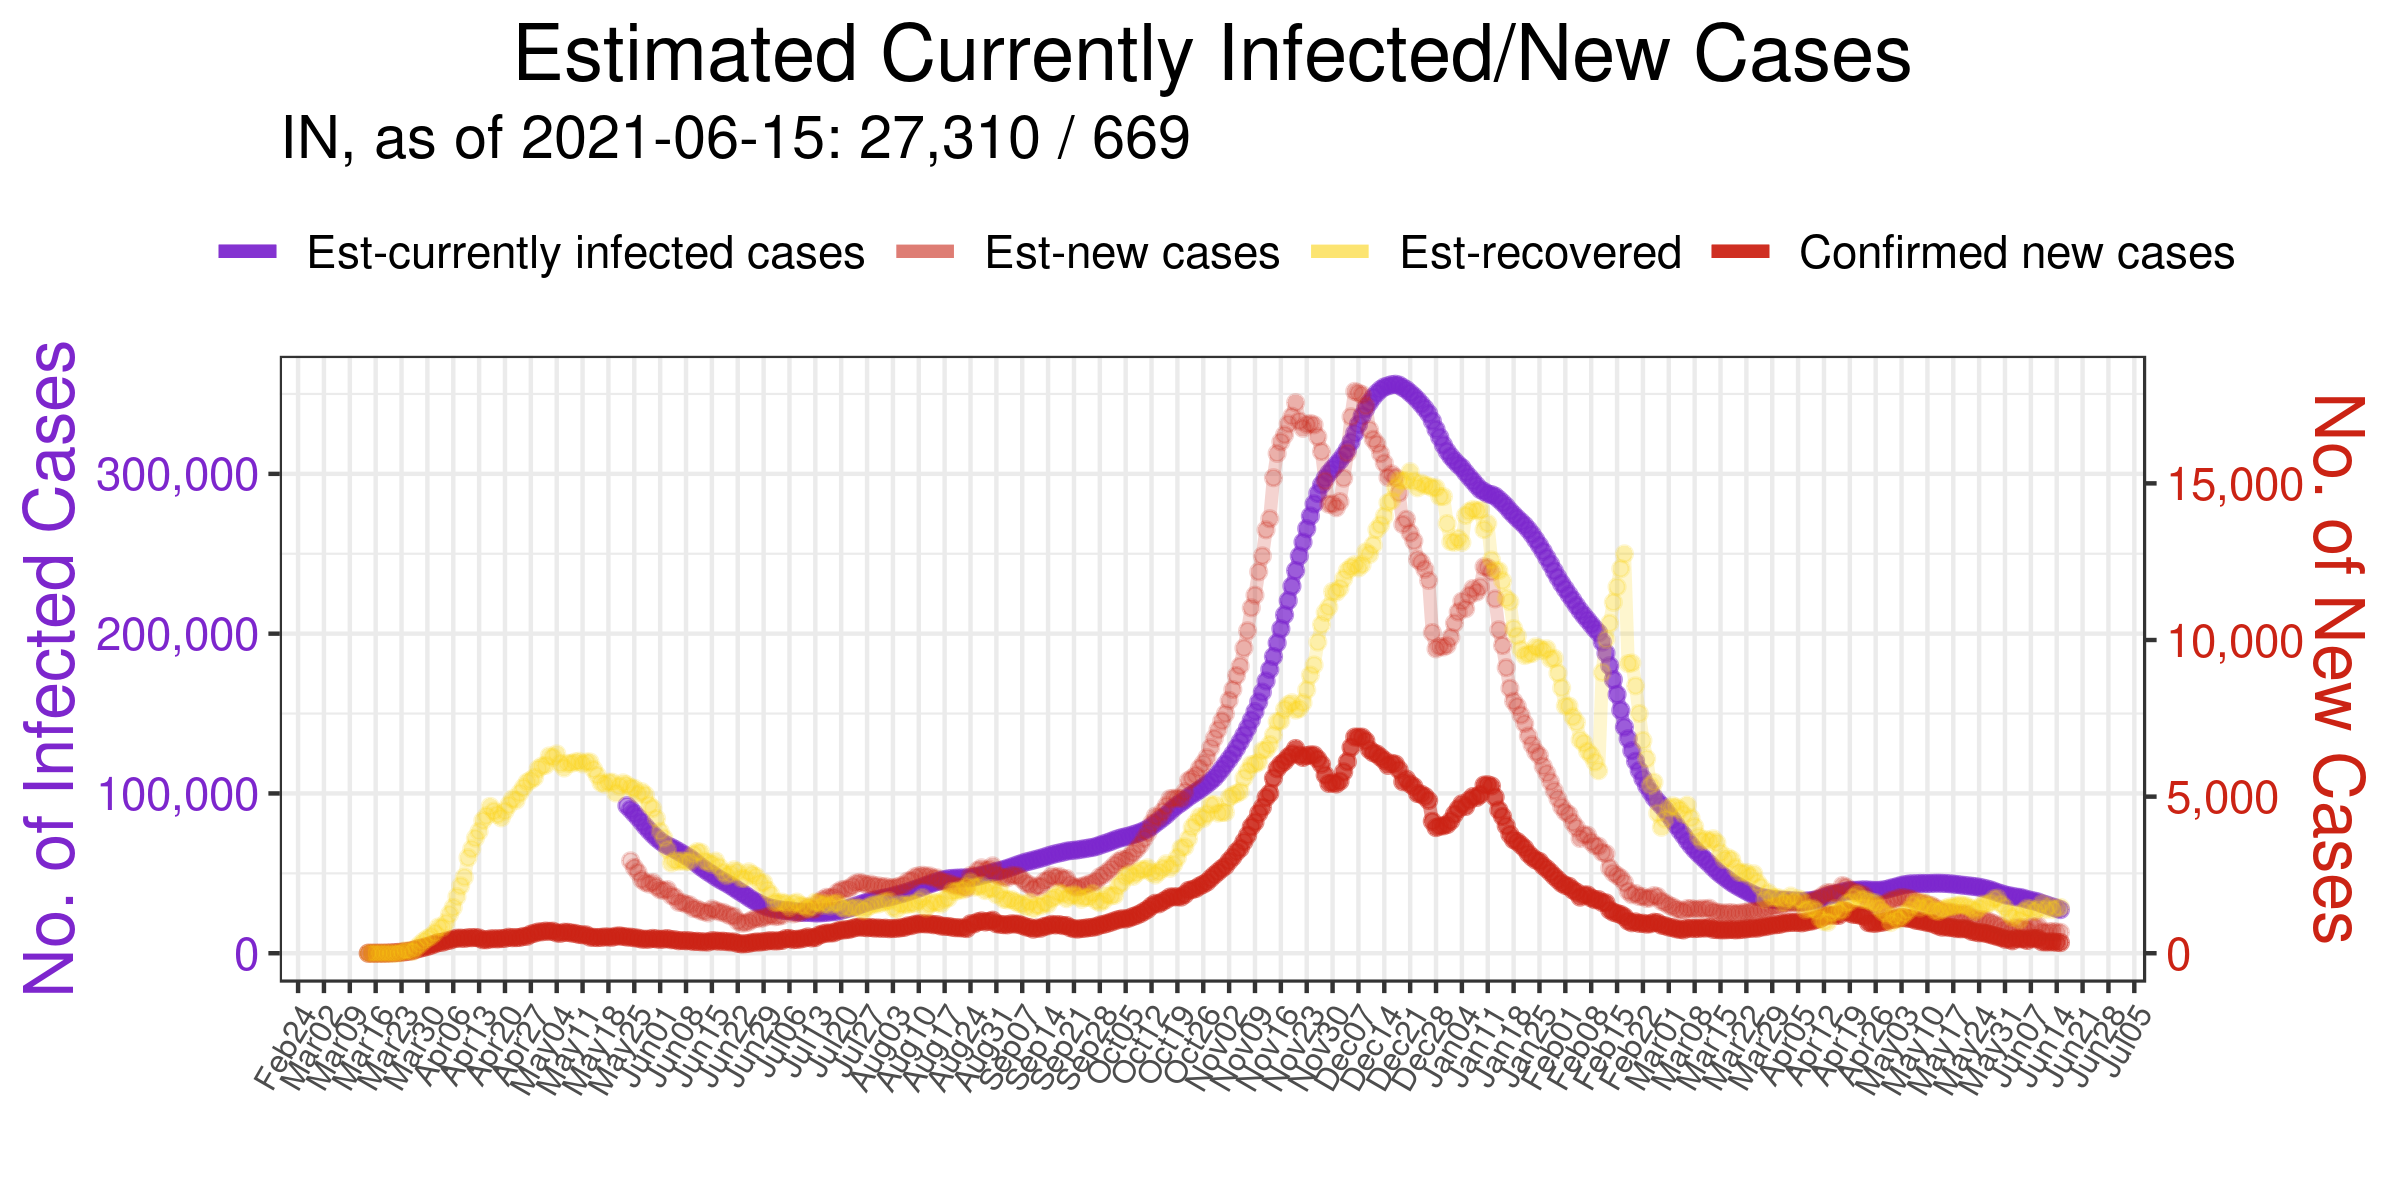 Estimated Currently Infected/New Cases
IN, as of 2021-06-15: 27,310 / 669
Est-currently infected cases
Est-new cases
Est-recovered
Confirmed new cases
No. of Infected Cases
300,000
200,000
100,000
0
No. of New Cases
15,000
10,000
5,000
0
Feb24
Mar02
Mar09
Mar16
Mar23
Mar30
Apr06
Apr13
Apr20
Apr27
May04
May11
May18
May25
Jun01
Jun08
Jun15
Jun22
Jun29
Jul06
Jul13
Jul20
Jul27
Aug03
Aug10
Aug17
Aug24
Aug31
Sep07
Sep14
Sep21
Sep28
Oct05
Oct12
Oct19
Oct26
Nov02
Nov09
Nov16
Nov23
Nov30
Dec07
Dec14
Dec21
Dec28
Jan04
Jan11
Jan18
Jan25
Feb01
Feb08
Feb15
Feb22
Mar01
Mar08
Mar15
Mar22
Mar29
Apr05
Apr12
Apr19
Apr26
May03
May10
May17
May24
May31
Jun07
Jun14
Jun21
Jun28
Jul05